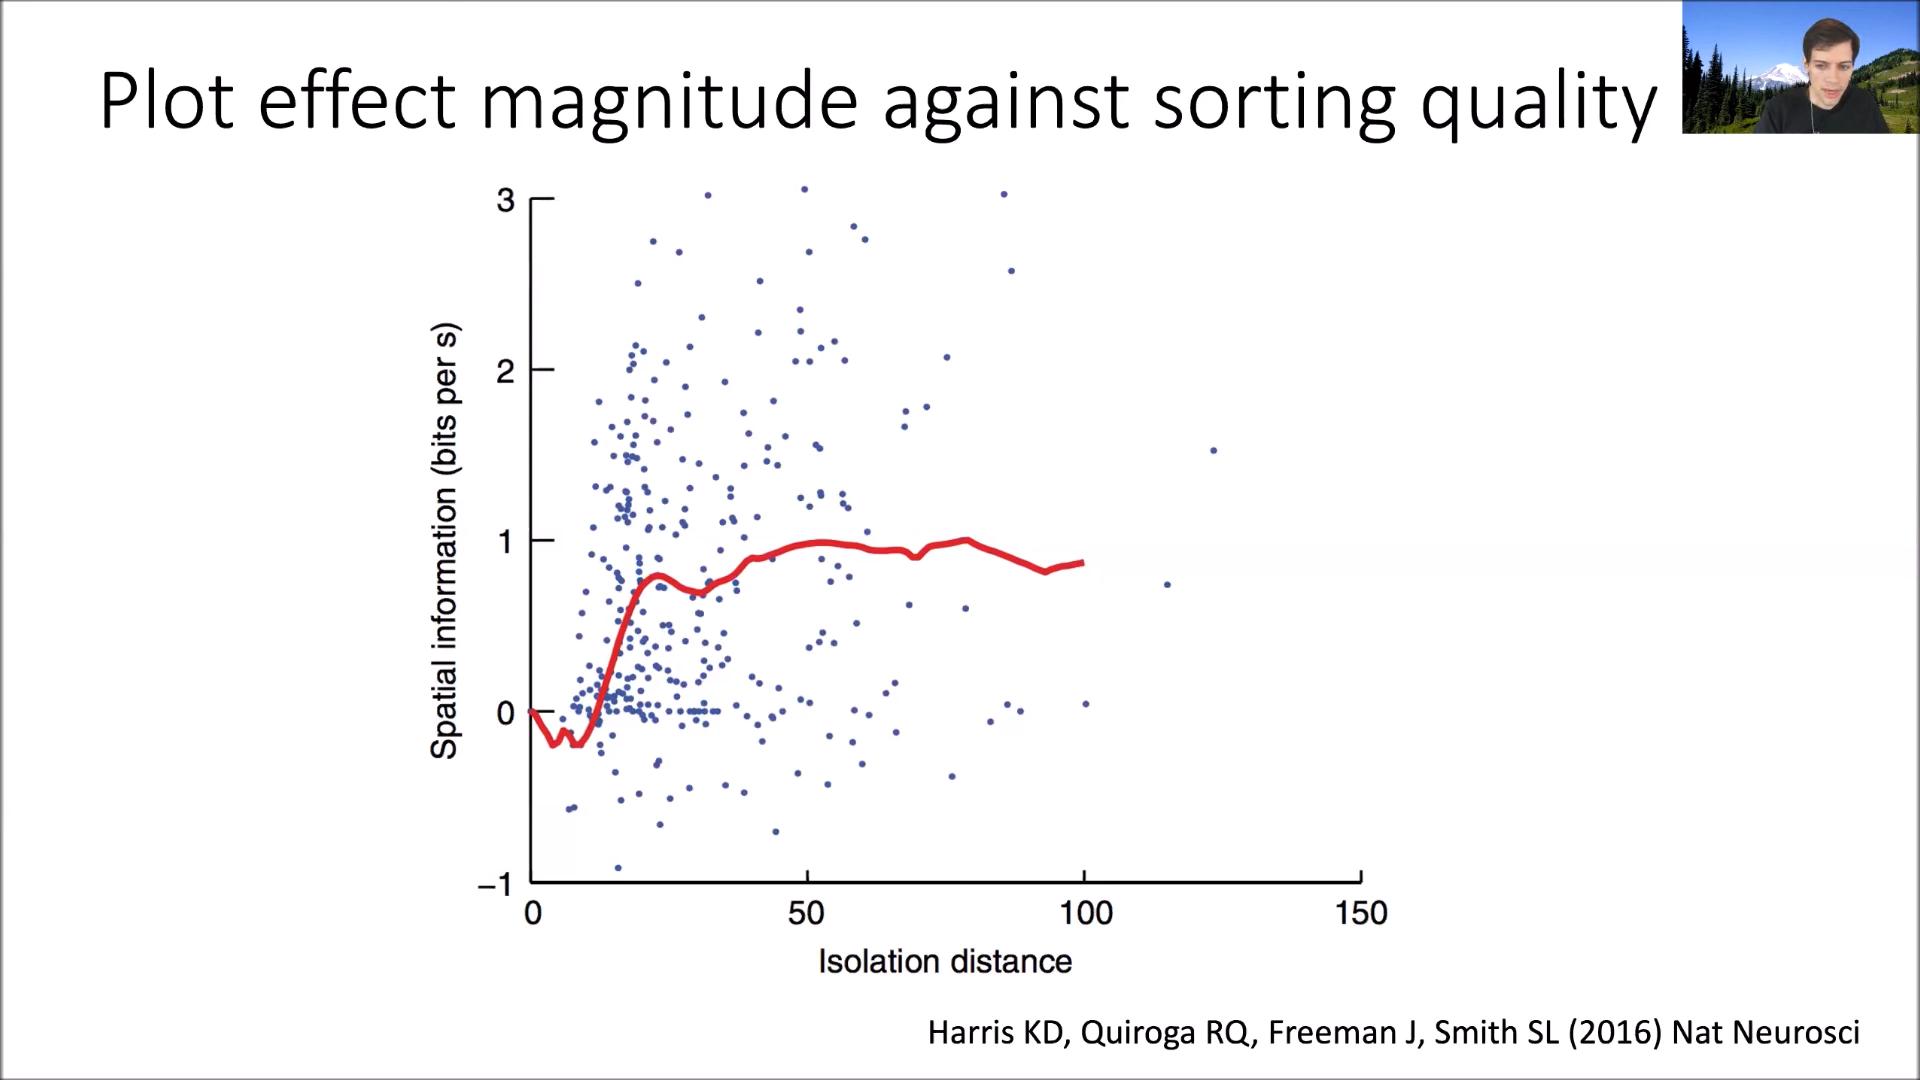 Plot effect magnitude against sorting quality
3
2
1
0
−1
Spatial information (bits per s)
0 50 100 150
Isolation distance
Harris KD, Quiroga RQ, Freeman J, Smith SL (2016) Nat Neurosci